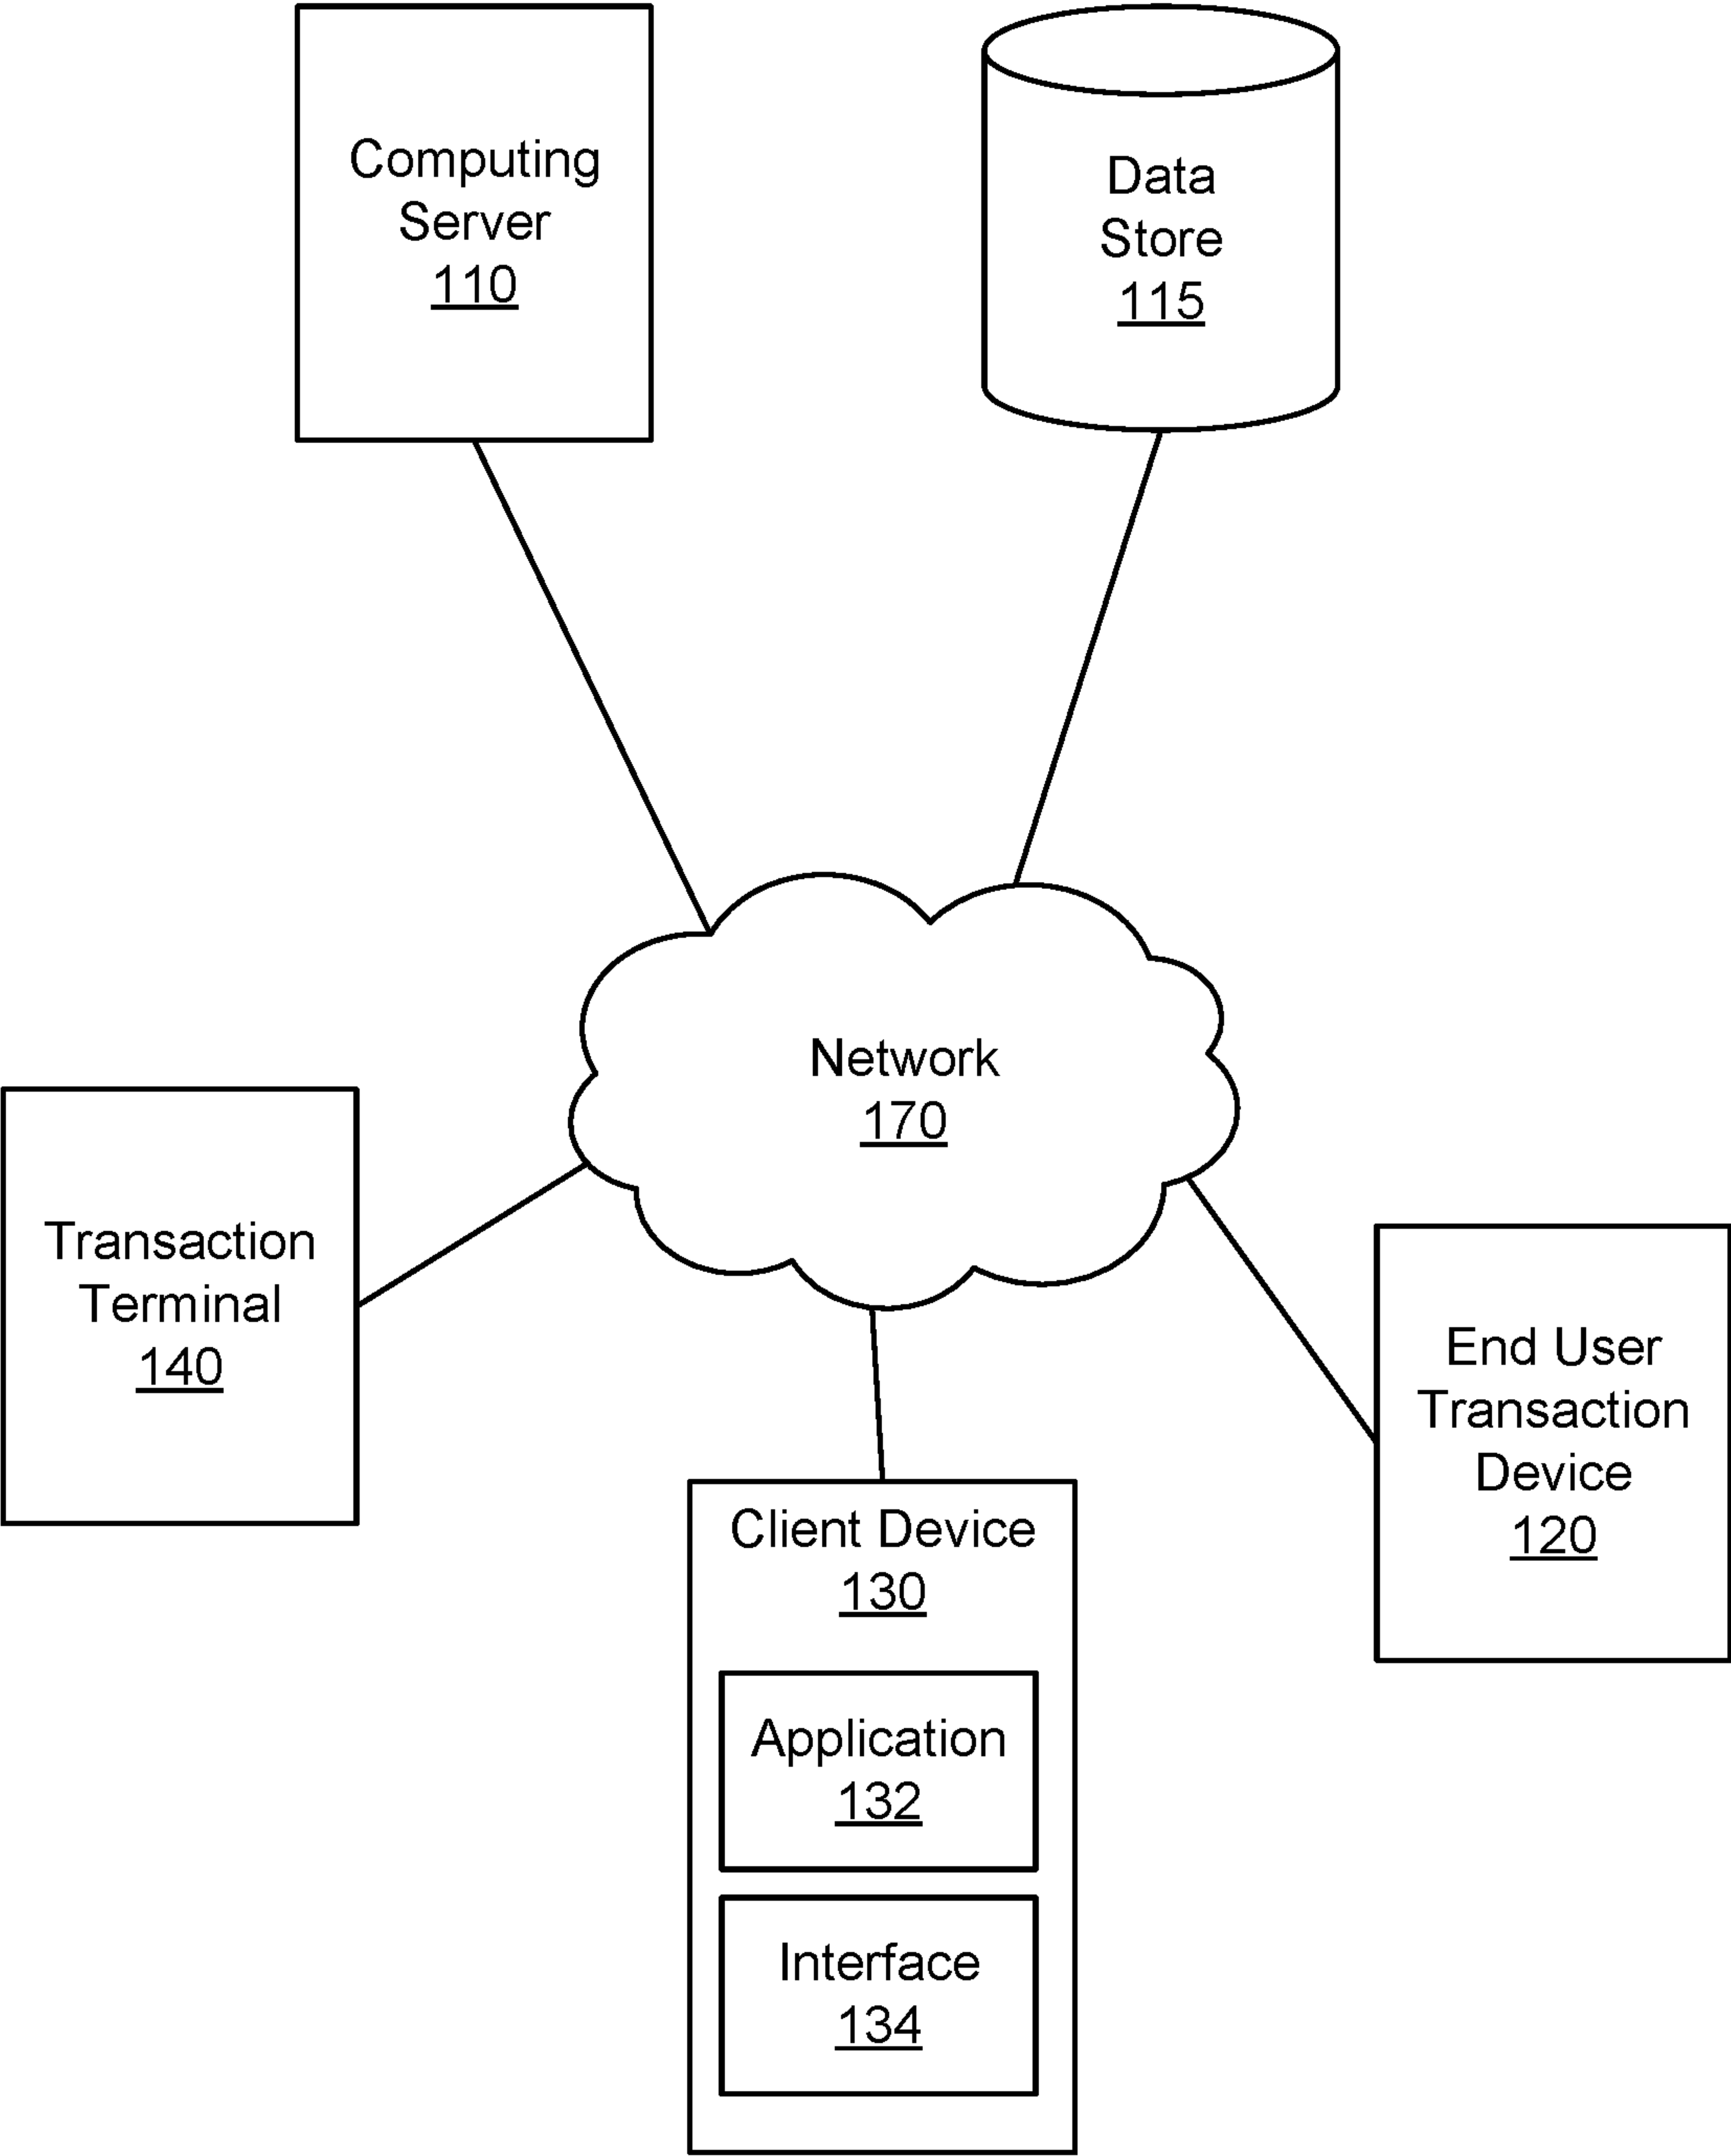 Computing
Server
110
Data
Store
115
Network
170
Transaction
Terminal
140
End User
Transaction
Device
120
Client Device
130
Application
132
Interface
134